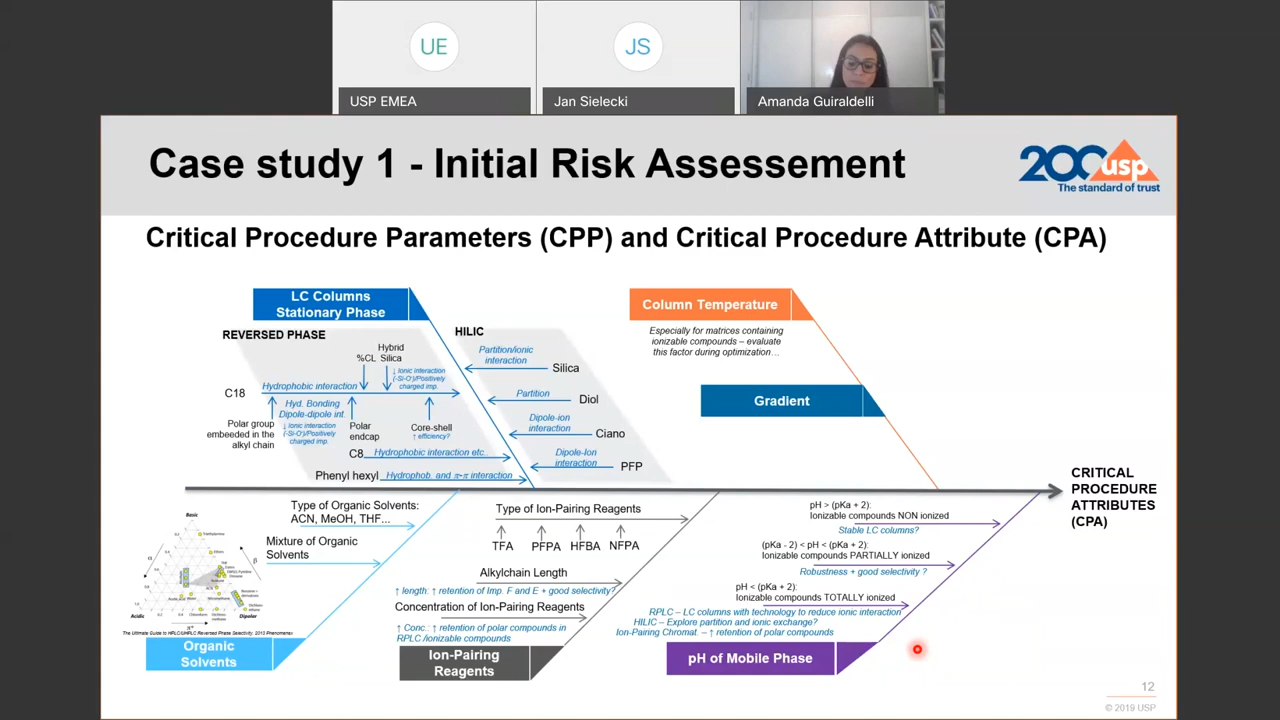 UE
JS
USP EMEA
Jan Sielecki
Amanda Guiraldelli
Case study 1 - Initial Risk Assessement
200 usp
The standard of trust
Critical Procedure Parameters (CPP) and Critical Procedure Attribute (CPA)
LC Columns
Stationary Phase
Column Temperature
REVERSED PHASE
HILIC
Especially for matrices containing
ionizable compounds – evaluate
this factor during optimization…
Hybrid
Silica
%CL
Partition/ionic
interaction
Silica
↓ Ionic interaction
(-Si-O-)/Positively
charged imp.
C18
Hydrophobic interaction
Partition
Diol
Gradient
Hyd. Bonding
Dipole-dipole int.
↓ Ionic interaction
(-Si-O-)/Positively
charged imp.
Polar group
embeeded in the
alkyl chain
Polar
endcap
Core-shell
↑ efficiency?
Dipole-ion
interaction
Ciano
C8
Hydrophobic interaction etc..
Dipole-Ion
interaction
PFP
Phenyl hexyl
Hydrophob. and π-π interaction
CRITICAL
PROCEDURE
ATTRIBUTES
(CPA)
Type of Organic Solvents:
ACN, MeOH, THF...
Mixture of Organic
Solvents
Basic
Acidic
Dipolar
π*
α
β
The Ultimate Guide to HPLC/UHPLC Reversed Phase Selectivity, 2013 Phenomenex
Organic
Solvents
Type of Ion-Pairing Reagents
TFA
PFPA
HFBA
NFPA
Alkylchain Length
↑ length: ↑ retention of Imp. F and E + good selectivity?
Concentration of Ion-Pairing Reagents
↑ Conc.: ↑ retention of polar compounds in
RPLC /ionizable compounds
Ion-Pairing
Reagents
pH > (pKa + 2):
Ionizable compounds NON ionized
Stable LC columns?
(pKa - 2) < pH < (pKa + 2):
Ionizable compounds PARTIALLY ionized
Robustness + good selectivity ?
pH < (pKa + 2):
Ionizable compounds TOTALLY ionized
RPLC – LC columns with technology to reduce ionic interaction
HILIC – Explore partition and ionic exchange?
Ion-Pairing Chromat. – ↑ retention of polar compounds
pH of Mobile Phase
12
© 2019 USP